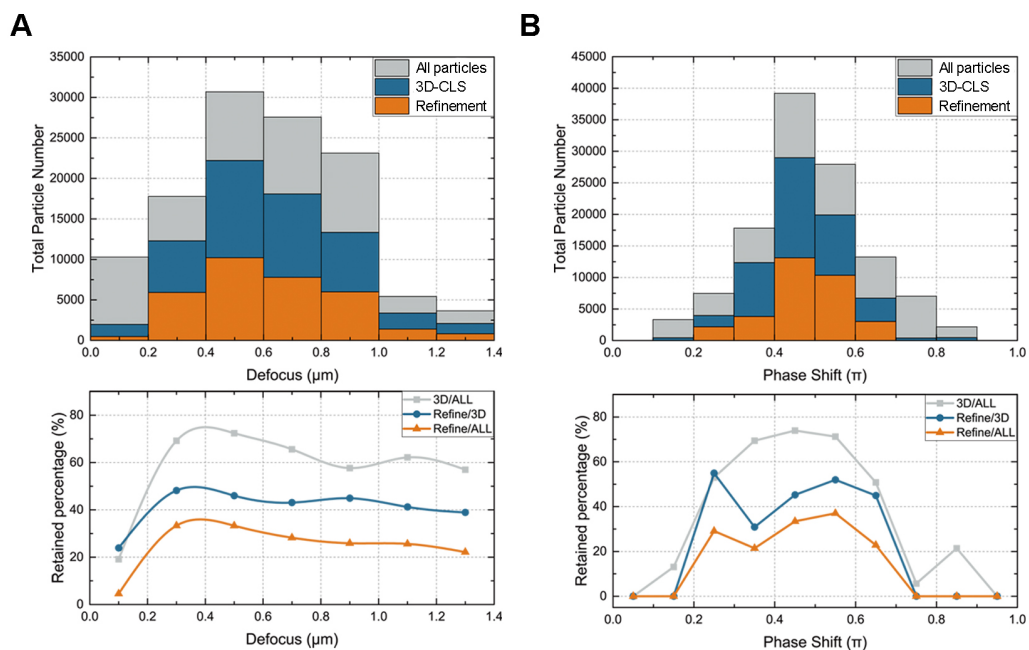 A
35000
30000
25000
20000
15000
10000
5000
0
Total Particle Number
All particles
3D-CLS
Refinement
0.0 0.2 0.4 0.6 0.8 1.0 1.2 1.4
Defocus (μm)
80
60
40
20
0
Retained percentage (%)
3D/ALL
Refine/3D
Refine/ALL
0.0 0.2 0.4 0.6 0.8 1.0 1.2 1.4
Defocus (μm)
B
45000
40000
35000
30000
25000
20000
15000
10000
5000
0
Total Particle Number
All particles
3D-CLS
Refinement
0.0 0.2 0.4 0.6 0.8 1.0
Phase Shift (π)
80
60
40
20
0
Retained percentage (%)
3D/ALL
Refine/3D
Refine/ALL
0.0 0.2 0.4 0.6 0.8 1.0
Phase Shift (π)